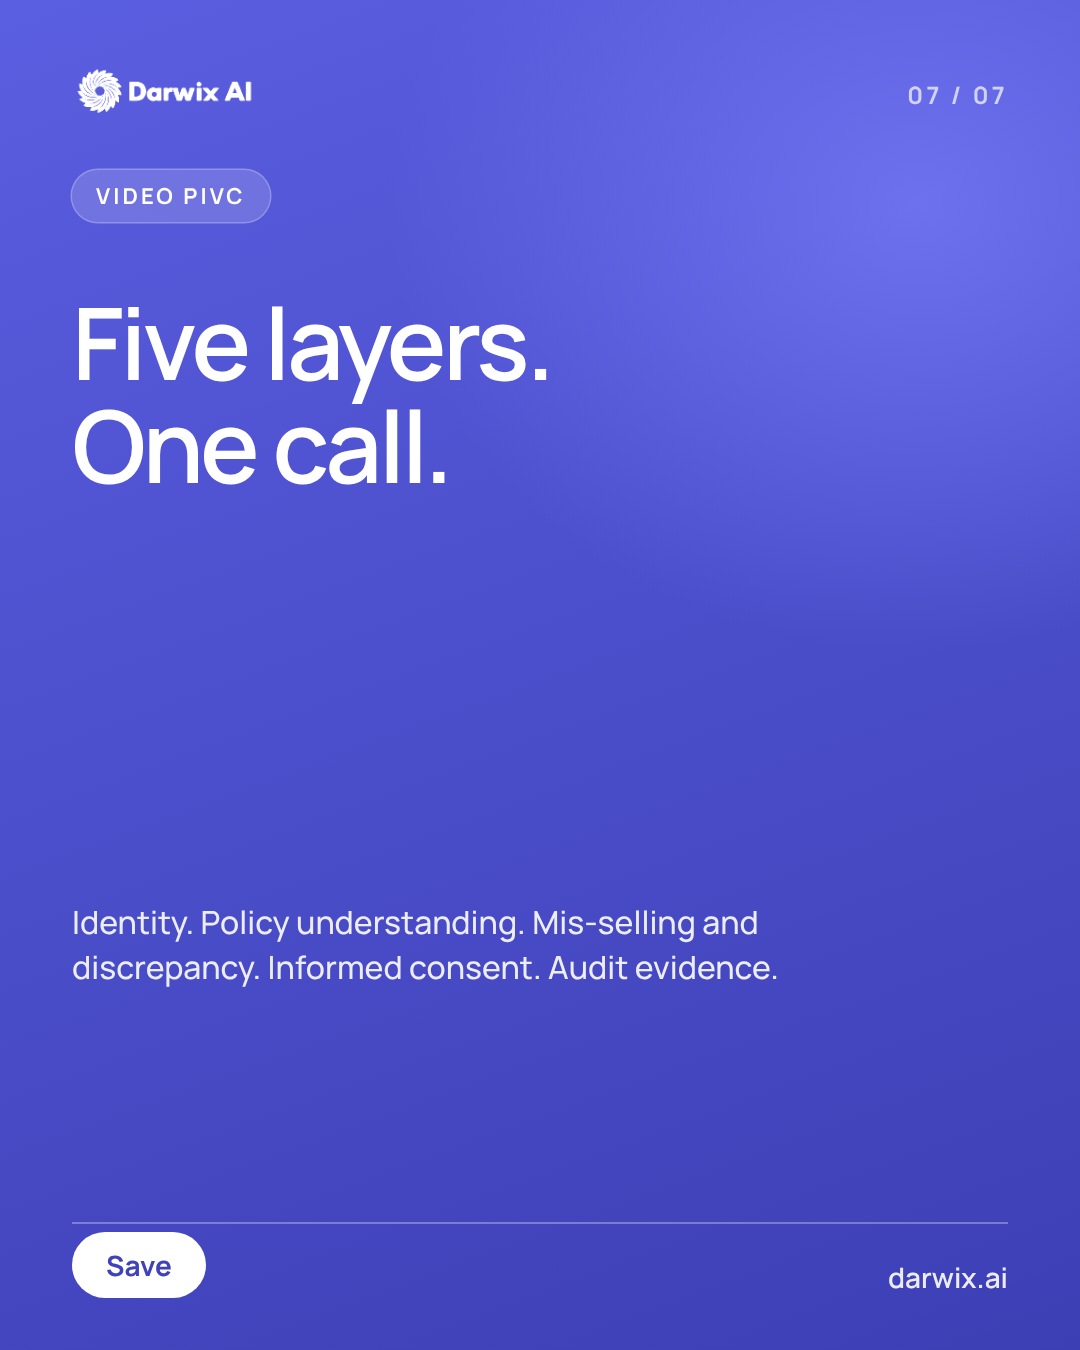 Darwix AI
07 / 07
VIDEO PIVC
Five layers.
One call.
Identity. Policy understanding. Mis-selling and
discrepancy. Informed consent. Audit evidence.
Save
darwix.ai